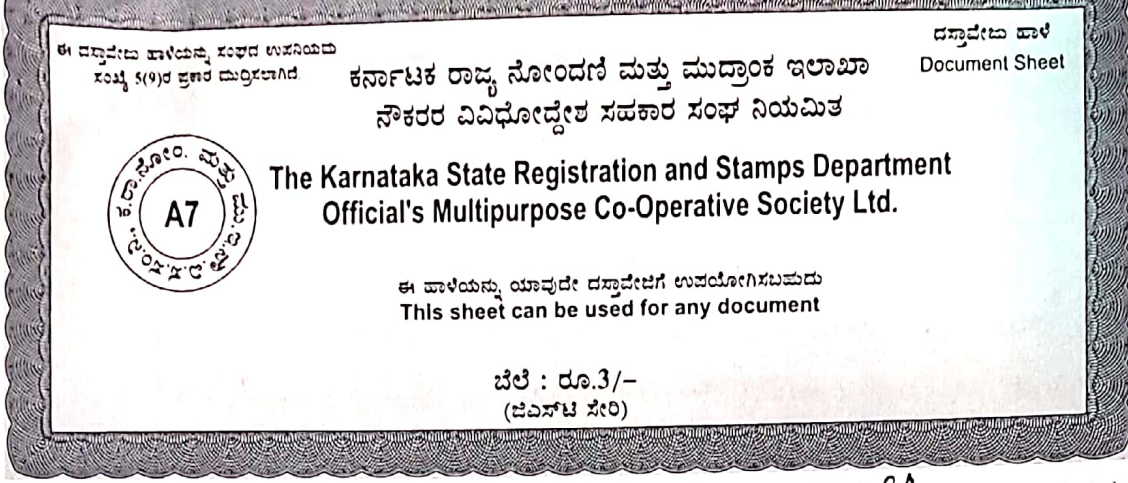 ಈ ದಸ್ತಾವೇಜು ಹಾಳೆಯನ್ನು ಸಂಘದ ಉಪನಿಯಮ
ಸಂಖ್ಯೆ 5(9)ರ ಪ್ರಕಾರ ಮುದ್ರಿಸಲಾಗಿದೆ.
ದಸ್ತಾವೇಜು ಹಾಳೆ
Document Sheet
ಕರ್ನಾಟಕ ರಾಜ್ಯ ನೋಂದಣಿ ಮತ್ತು ಮುದ್ರಾಂಕ ಇಲಾಖಾ
ನೌಕರರ ವಿವಿಧೋದ್ದೇಶ ಸಹಕಾರ ಸಂಘ ನಿಯಮಿತ
ಕ.ರಾ.ನೋಂ. ಮತ್ತು ಮು.ಇ.ನೌ.ವಿ.ಸ.ಸಂ.ನಿ.
A7
The Karnataka State Registration and Stamps Department
Official's Multipurpose Co-Operative Society Ltd.
ಈ ಹಾಳೆಯನ್ನು ಯಾವುದೇ ದಸ್ತಾವೇಜಿಗೆ ಉಪಯೋಗಿಸಬಹುದು
This sheet can be used for any document
ಬೆಲೆ : ರೂ.3/–
(ಜಿಎಸ್‌ಟಿ ಸೇರಿ)